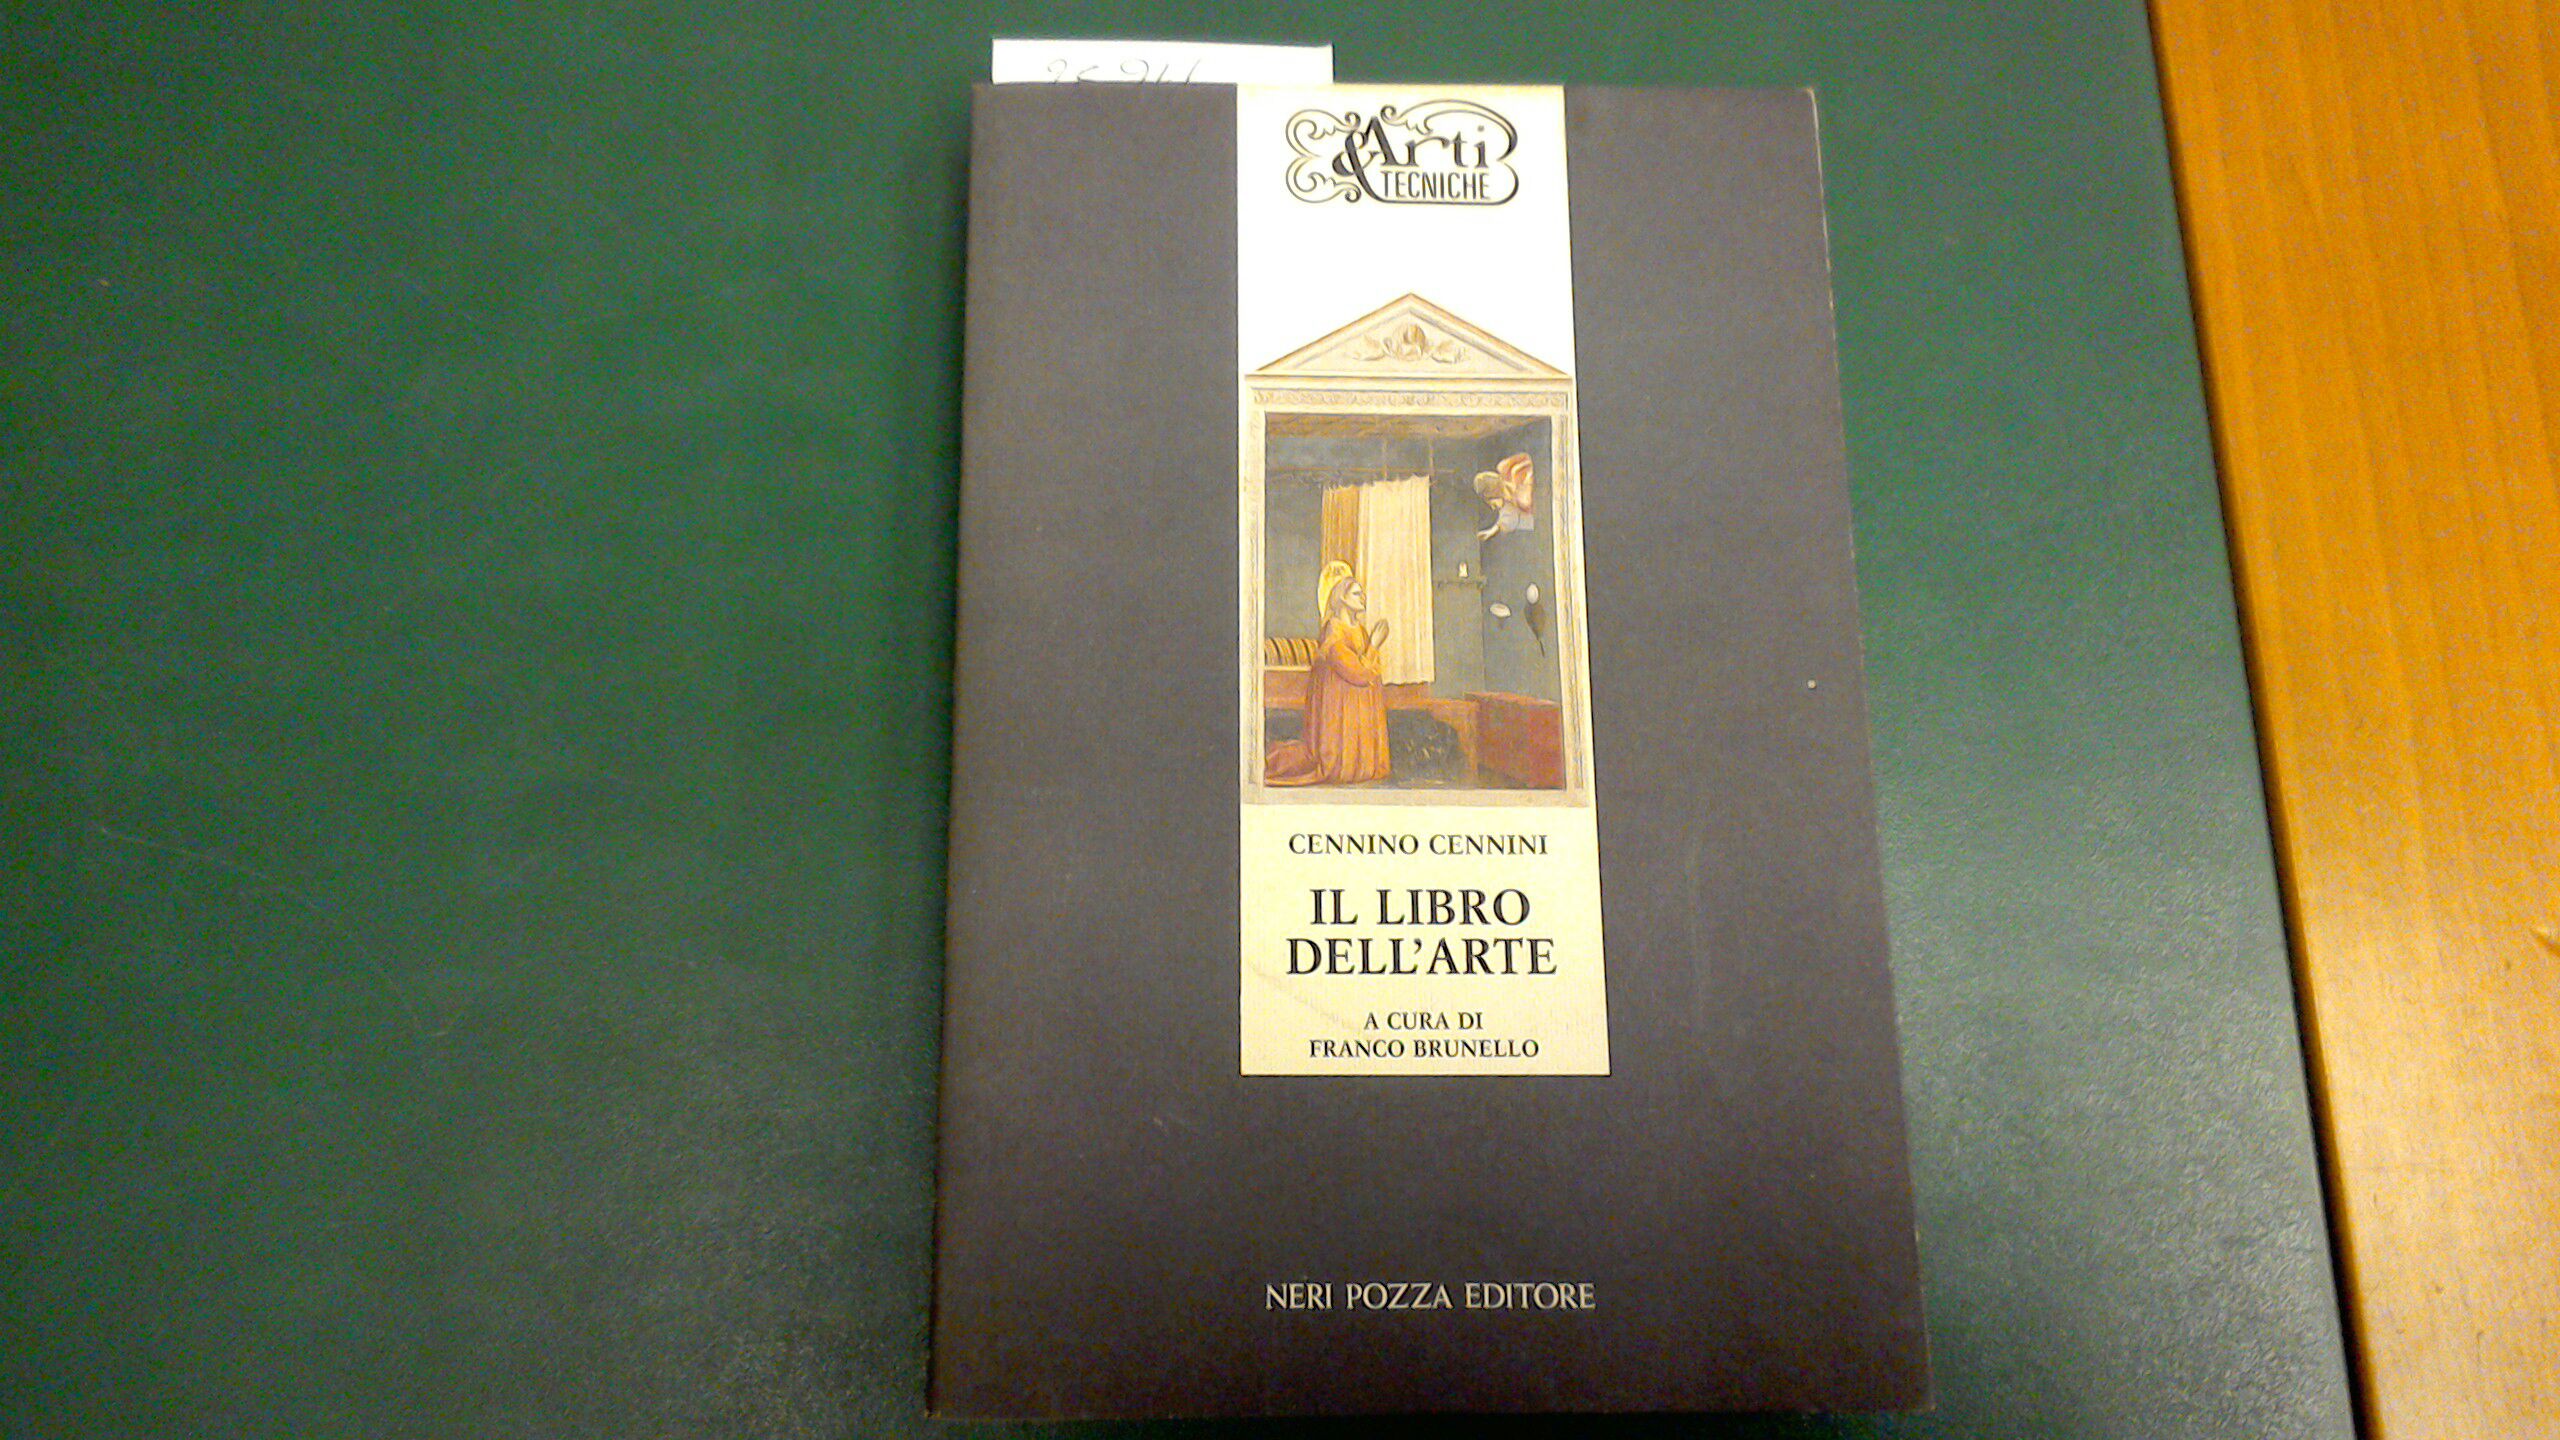 & Arti
TECNICHE
CENNINO CENNINI
IL LIBRO
DELL'ARTE
A CURA DI
FRANCO BRUNELLO
NERI POZZA EDITORE